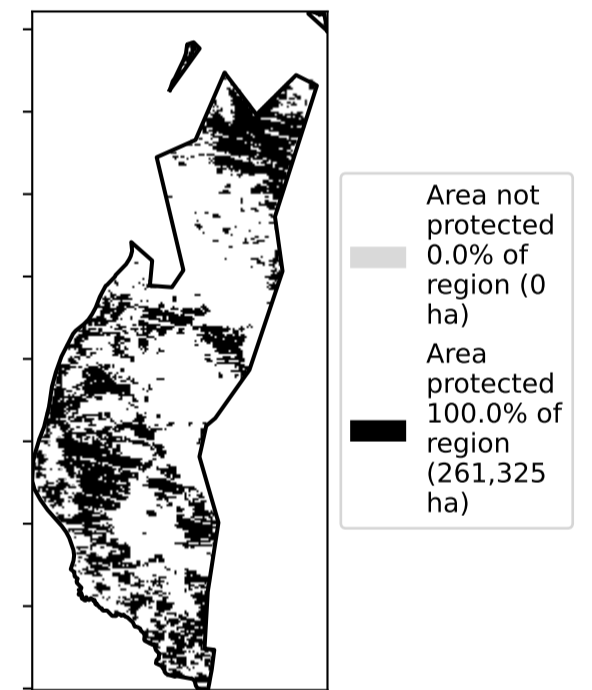 Area not
protected
0.0% of
region (0
ha)
Area
protected
100.0% of
region
(261,325
ha)